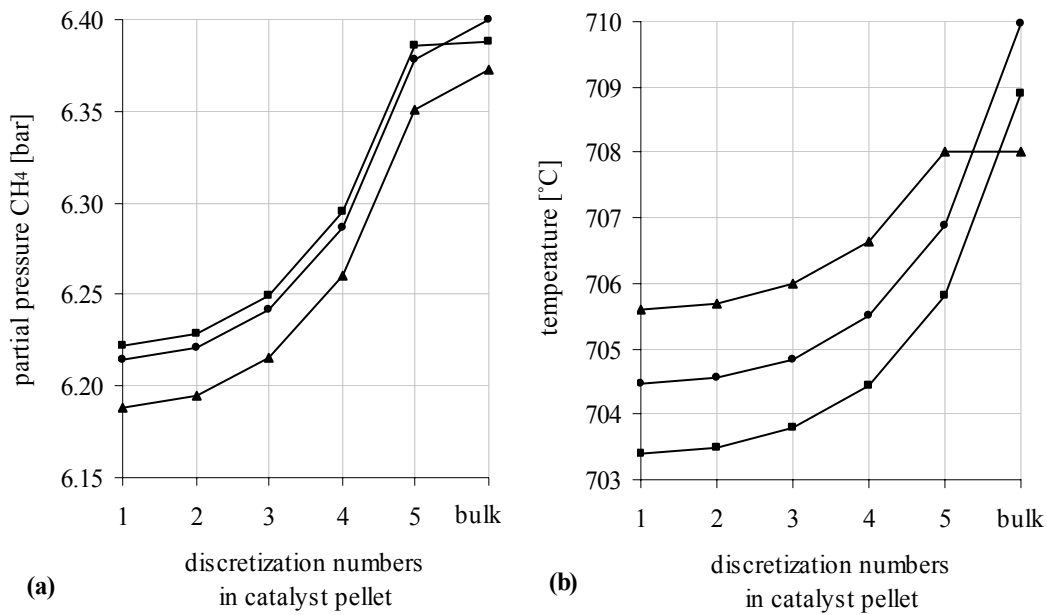 6.40
6.35
6.30
6.25
6.20
6.15
partial pressure CH4 [bar]
1 2 3 4 5 bulk
discretization numbers
in catalyst pellet
(a)
710
709
708
707
706
705
704
703
temperature [˚C]
1 2 3 4 5 bulk
discretization numbers
in catalyst pellet
(b)